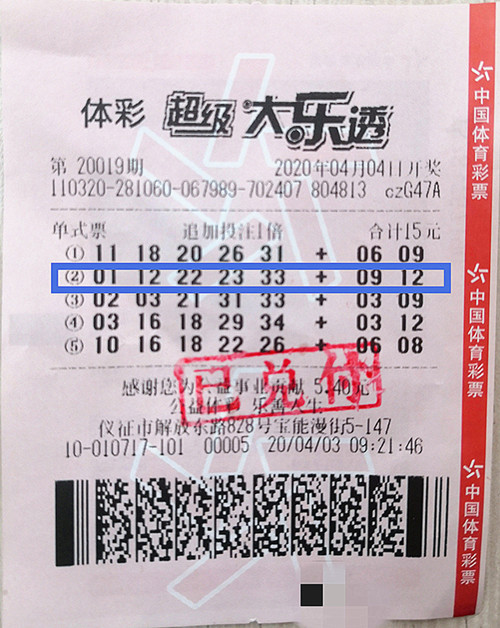 体彩 超级大乐透
第 20019期 2020年04月04日开奖
110320-281060-067989-702407 804813 czG47A
单式票 追加投注1倍 合计15元
① 11 18 20 26 31 + 06 09
② 01 12 22 23 33 + 09 12
③ 02 03 21 31 33 + 03 09
④ 03 16 18 29 34 + 03 12
⑤ 10 16 18 22 26 + 06 08
已兑付
感谢您为公益事业贡献 5.40元
公益体彩 乐善人生
仪征市解放东路828号宝能漫街5-147
10-010717-101 00005 20/04/03 09:21:46
中国体育彩票
中国体育彩票
中国体育彩票